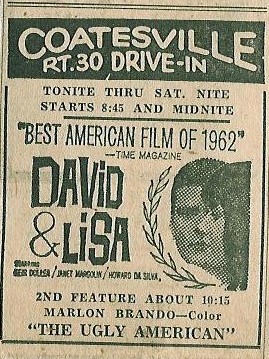 COATESVILLE
RT. 30 DRIVE-IN
TONITE THRU SAT. NITE
STARTS 8:45 AND MIDNITE
"BEST AMERICAN FILM OF 1962"
—TIME MAGAZINE
DAViD
& LiSA
STARRING
KEIR DULLEA / JANET MARGOLIN / HOWARD DA SILVA
2ND FEATURE ABOUT 10:15
MARLON BRANDO—Color
"THE UGLY AMERICAN"